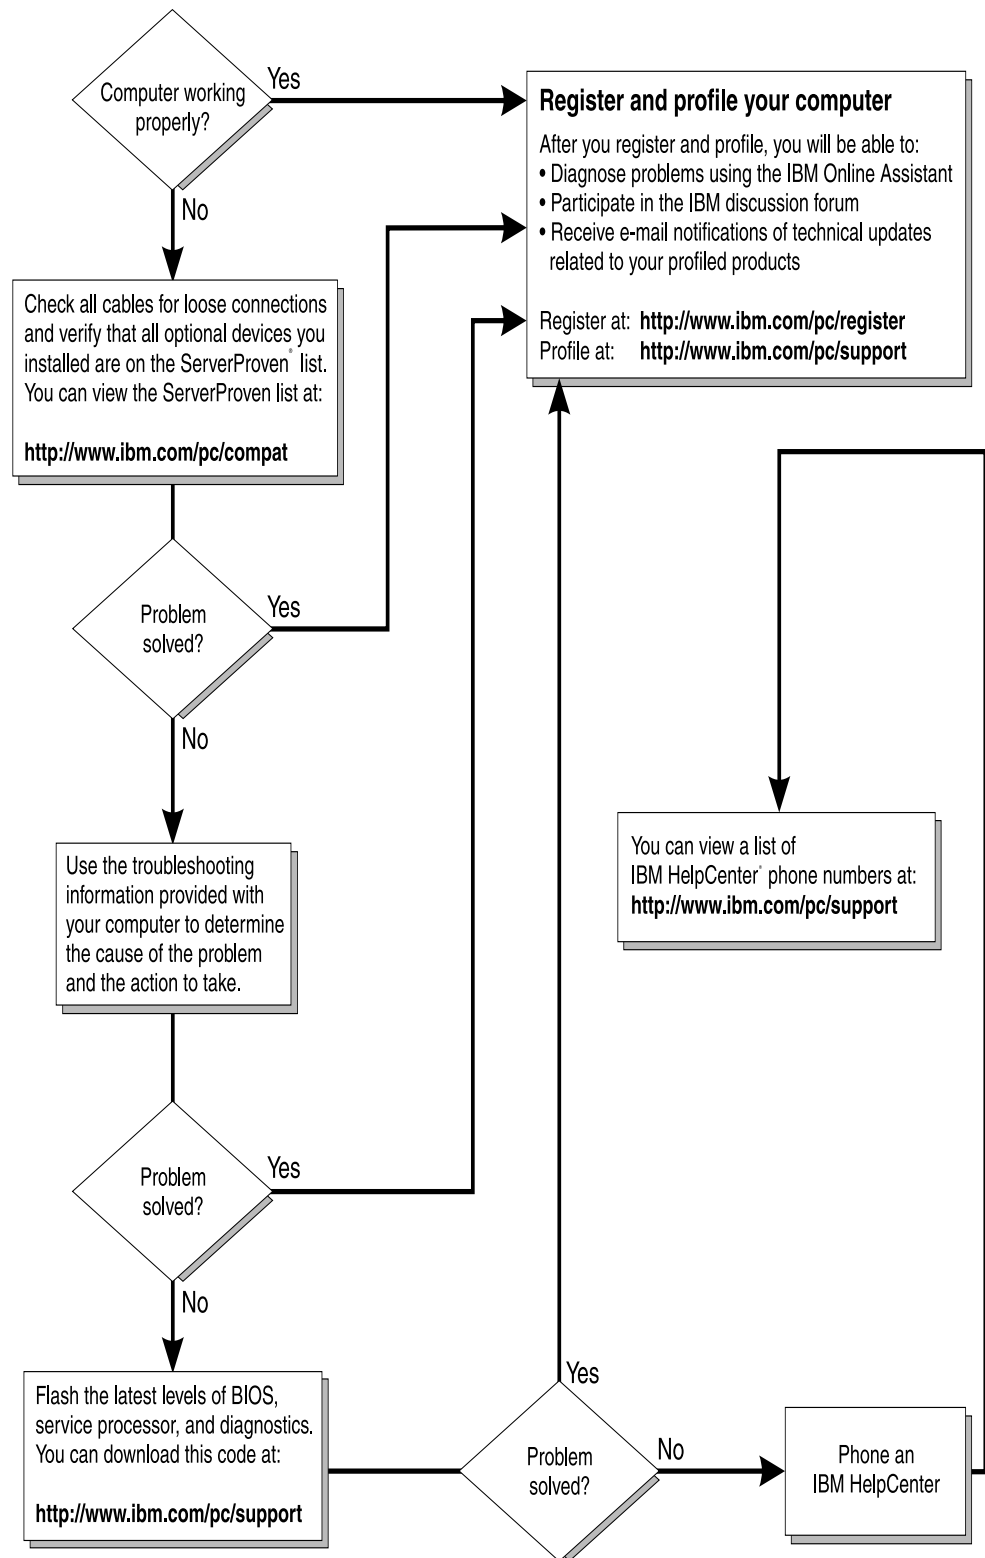 Computer working
properly?
Yes
No
Register and profile your computer
After you register and profile, you will be able to:
• Diagnose problems using the IBM Online Assistant
• Participate in the IBM discussion forum
• Receive e-mail notifications of technical updates
related to your profiled products
Register at: http://www.ibm.com/pc/register
Profile at: http://www.ibm.com/pc/support
Check all cables for loose connections
and verify that all optional devices you
installed are on the ServerProven® list.
You can view the ServerProven list at:
http://www.ibm.com/pc/compat
Problem
solved?
Yes
No
Use the troubleshooting
information provided with
your computer to determine
the cause of the problem
and the action to take.
Problem
solved?
Yes
No
Flash the latest levels of BIOS,
service processor, and diagnostics.
You can download this code at:
http://www.ibm.com/pc/support
Problem
solved?
Yes
No
Phone an
IBM HelpCenter
You can view a list of
IBM HelpCenter® phone numbers at:
http://www.ibm.com/pc/support